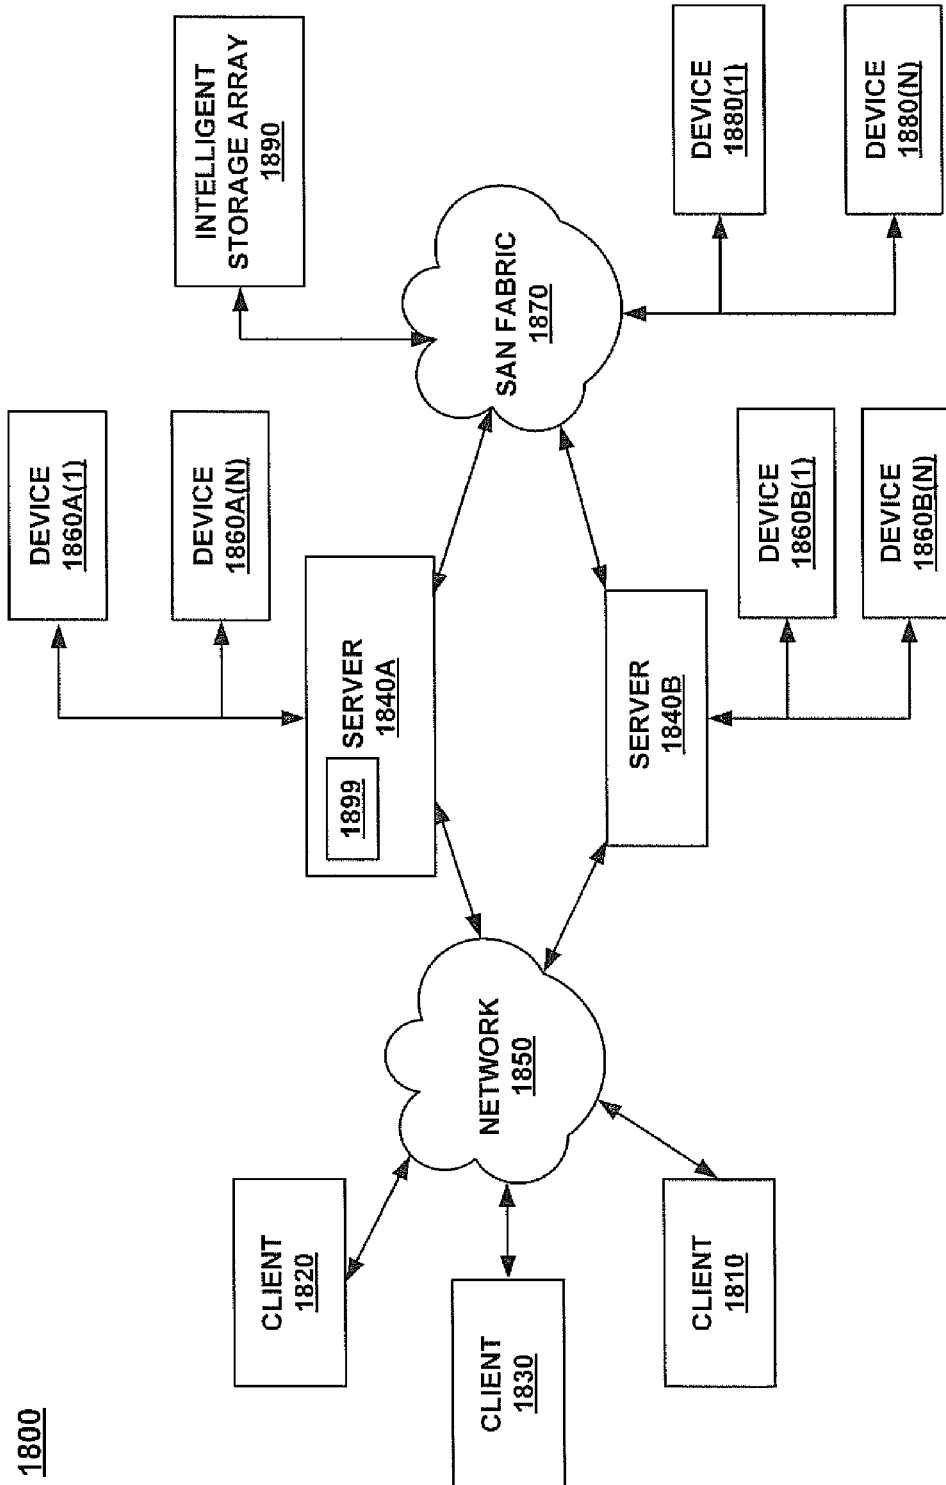 1800
CLIENT
1820
CLIENT
1830
CLIENT
1810
NETWORK
1850
1899
SERVER
1840A
SERVER
1840B
DEVICE
1860A(1)
DEVICE
1860A(N)
DEVICE
1860B(1)
DEVICE
1860B(N)
SAN FABRIC
1870
INTELLIGENT
STORAGE ARRAY
1890
DEVICE
1880(1)
DEVICE
1880(N)